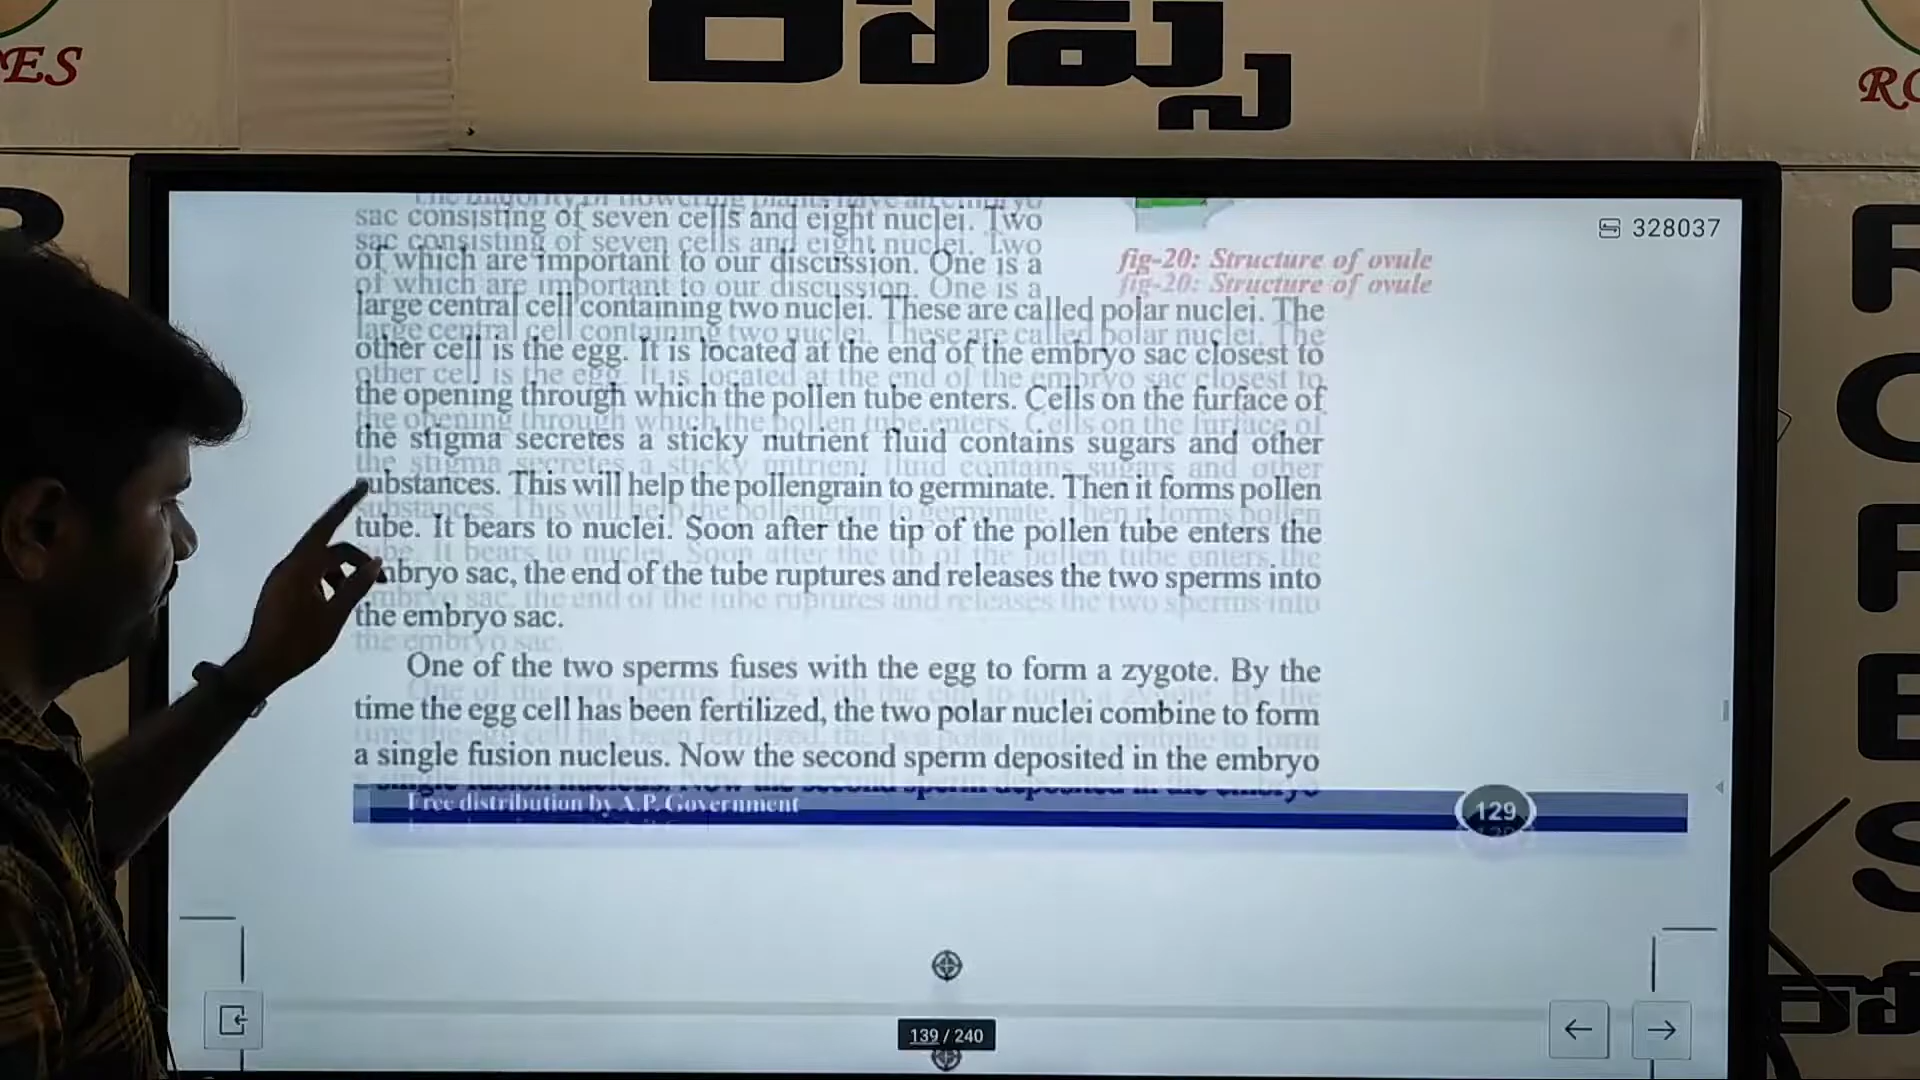 రోప్స్
ES
RO
328037
sac consisting of seven cells and eight nuclei. Two
of which are important to our discussion. One is a
fig-20: Structure of ovule
large central cell containing two nuclei. These are called polar nuclei. The
other cell is the egg. It is located at the end of the embryo sac closest to
the opening through which the pollen tube enters. Cells on the furface of
the stigma secretes a sticky nutrient fluid contains sugars and other
substances. This will help the pollengrain to germinate. Then it forms pollen
tube. It bears to nuclei. Soon after the tip of the pollen tube enters the
embryo sac, the end of the tube ruptures and releases the two sperms into
the embryo sac.
One of the two sperms fuses with the egg to form a zygote. By the
time the egg cell has been fertilized, the two polar nuclei combine to form
a single fusion nucleus. Now the second sperm deposited in the embryo
Free distribution by A.P. Government
129
139 / 240
R
O
P
E
S